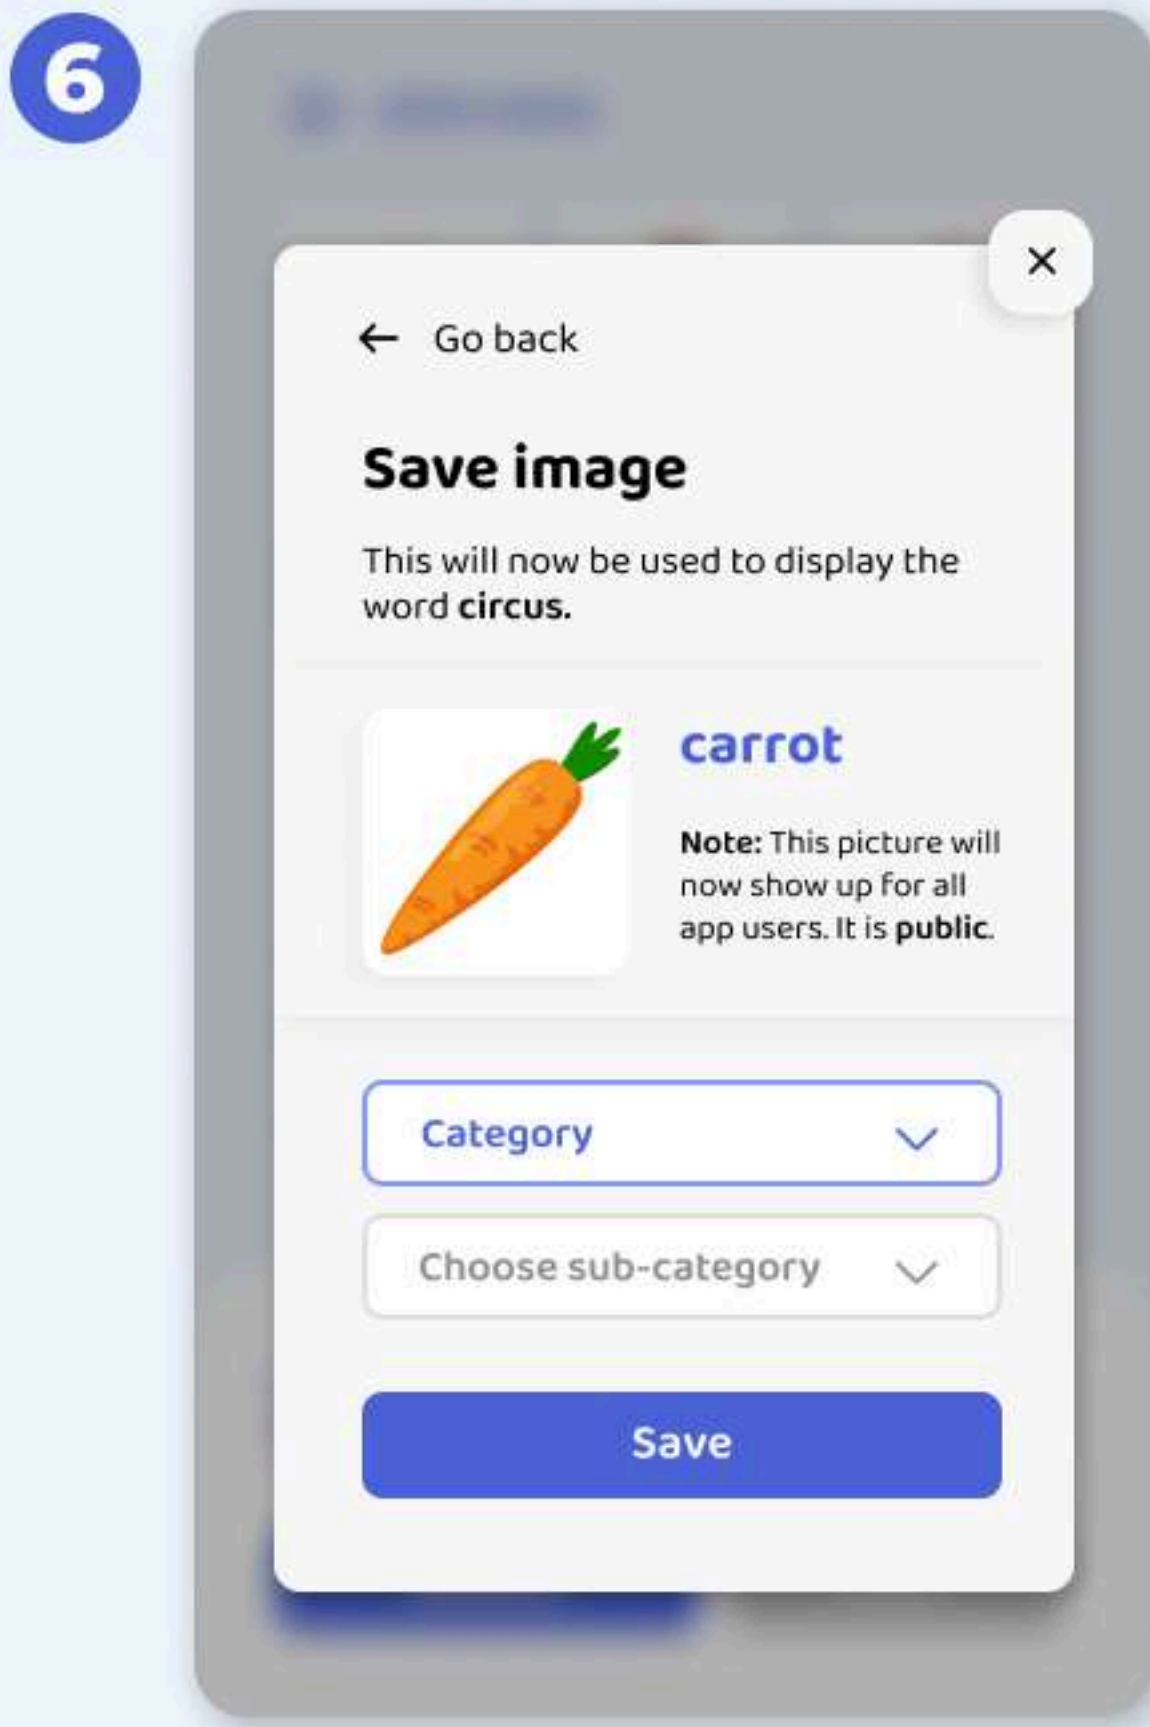 6
Go back
Save image
This will now be used to display the
word circus.
carrot
Note: This picture will
now show up for all
app users. It is public.
Category
Choose sub-category
Save